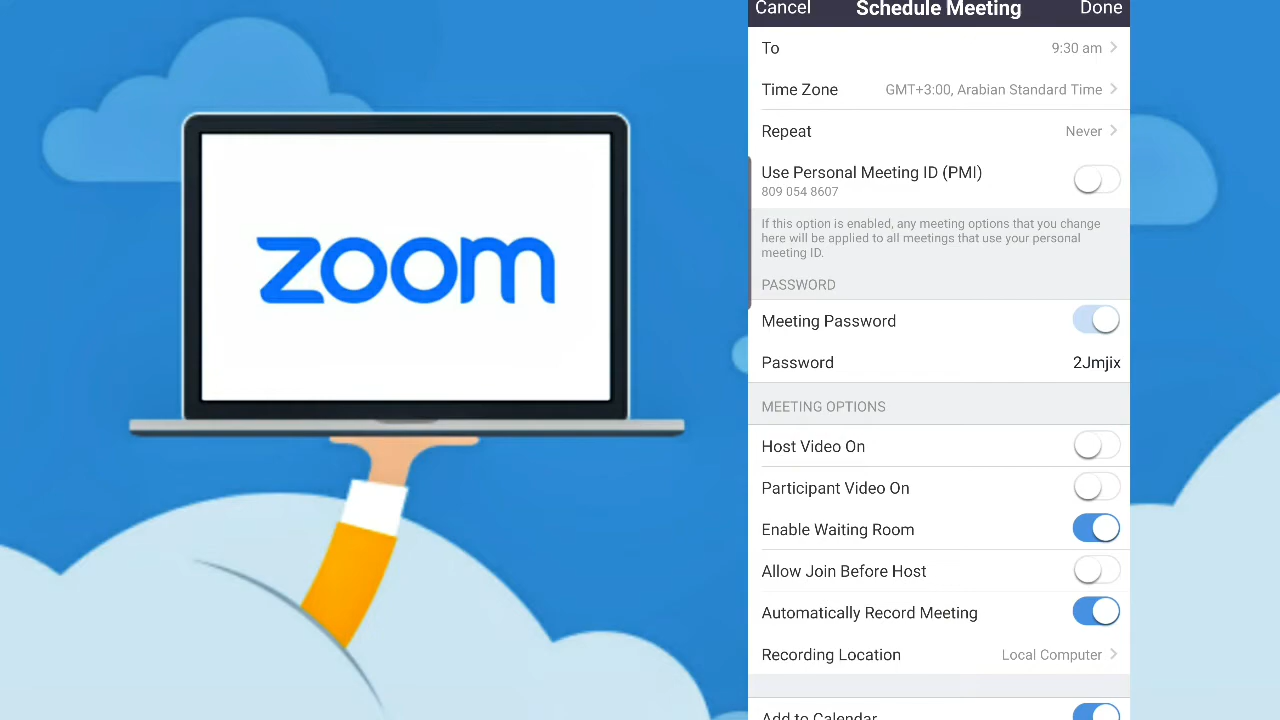 zoom
Cancel Schedule Meeting Done
To 9:30 am
Time Zone GMT+3:00, Arabian Standard Time
Repeat Never
Use Personal Meeting ID (PMI)
809 054 8607
If this option is enabled, any meeting options that you change
here will be applied to all meetings that use your personal
meeting ID.
PASSWORD
Meeting Password
Password 2Jmjix
MEETING OPTIONS
Host Video On
Participant Video On
Enable Waiting Room
Allow Join Before Host
Automatically Record Meeting
Recording Location Local Computer
Add to Calendar